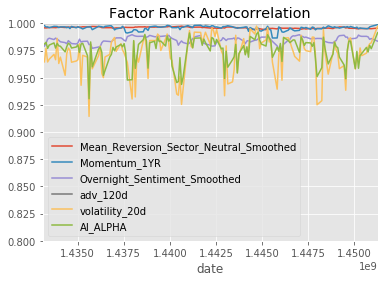 Factor Rank Autocorrelation
1.000
0.975
0.950
0.925
0.900
0.875
0.850
0.825
0.800
Mean_Reversion_Sector_Neutral_Smoothed
Momentum_1YR
Overnight_Sentiment_Smoothed
adv_120d
volatility_20d
AI_ALPHA
1.4350 1.4375 1.4400 1.4425 1.4450 1.4475 1.4500
1e9
date